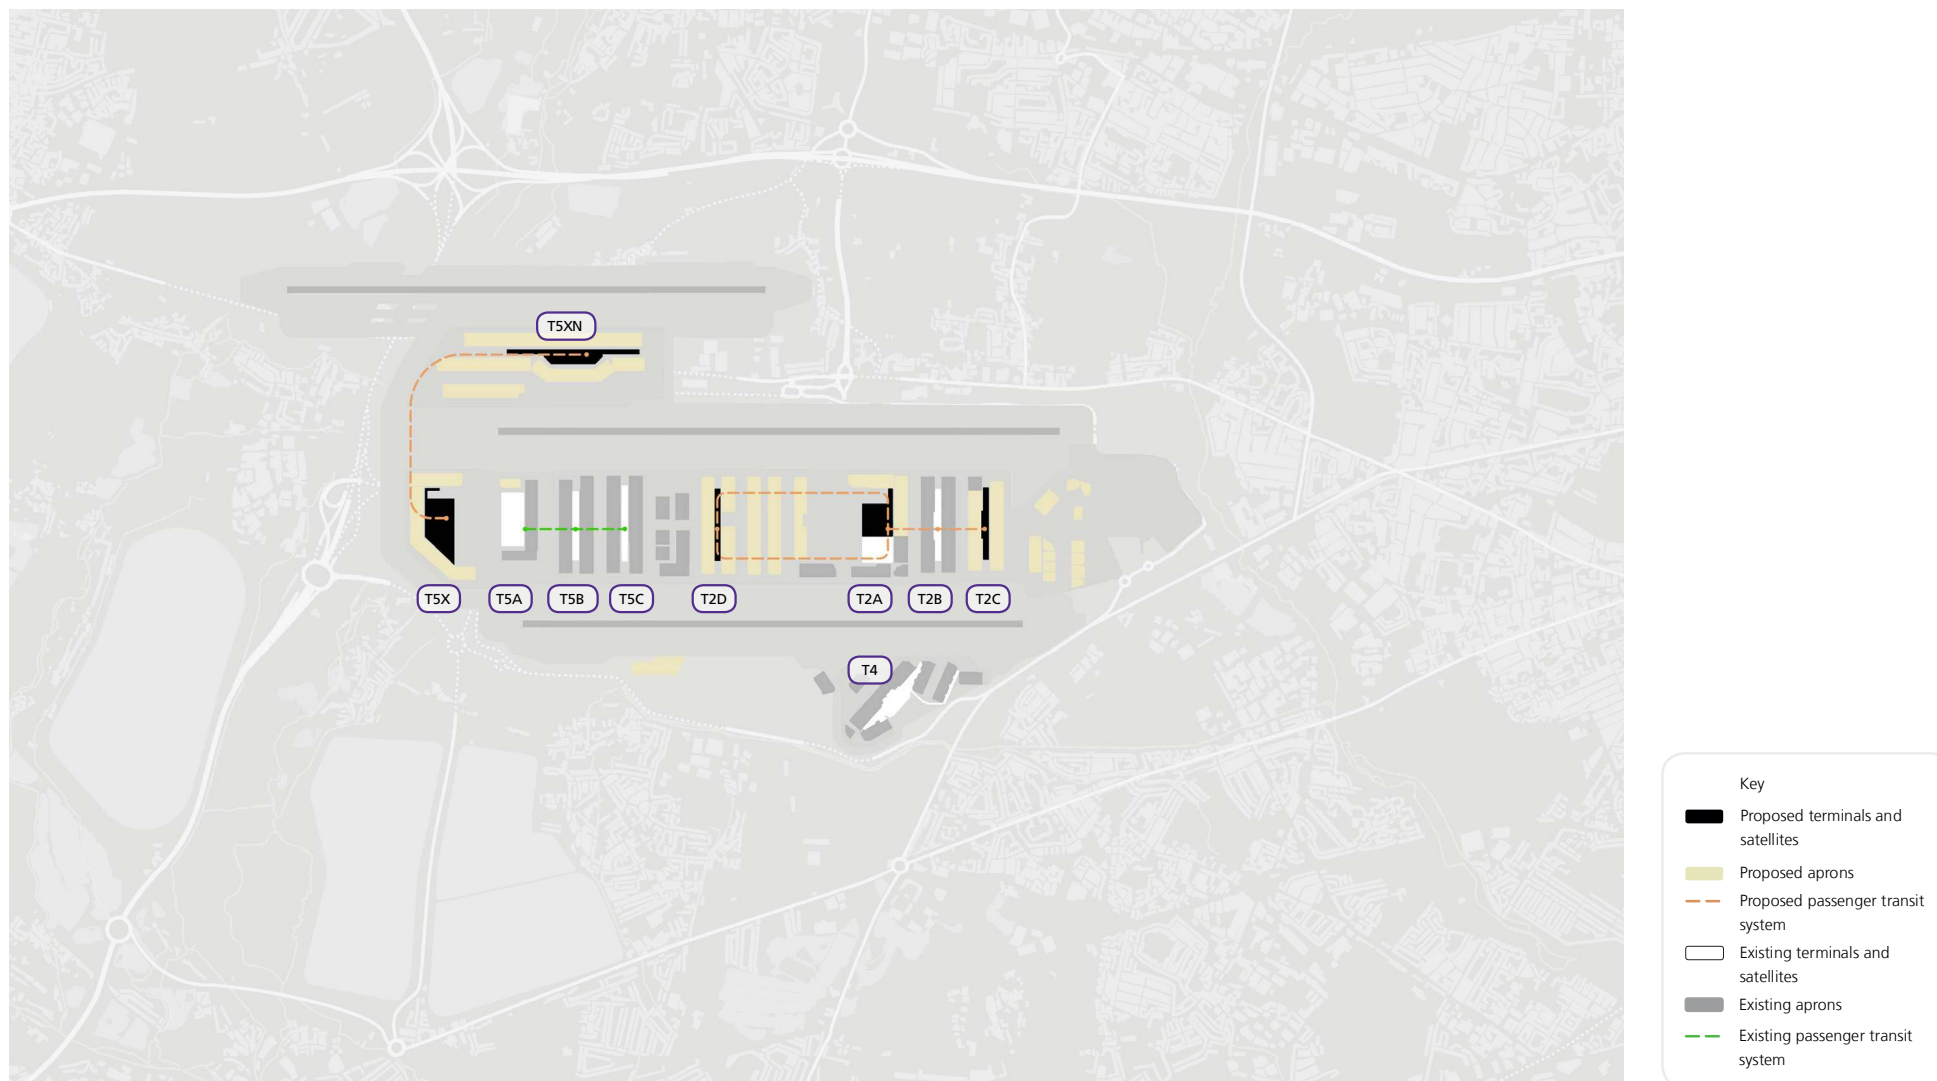 T5XN
T5X
T5A
T5B
T5C
T2D
T2A
T2B
T2C
T4
Key
Proposed terminals and
satellites
Proposed aprons
Proposed passenger transit
system
Existing terminals and
satellites
Existing aprons
Existing passenger transit
system